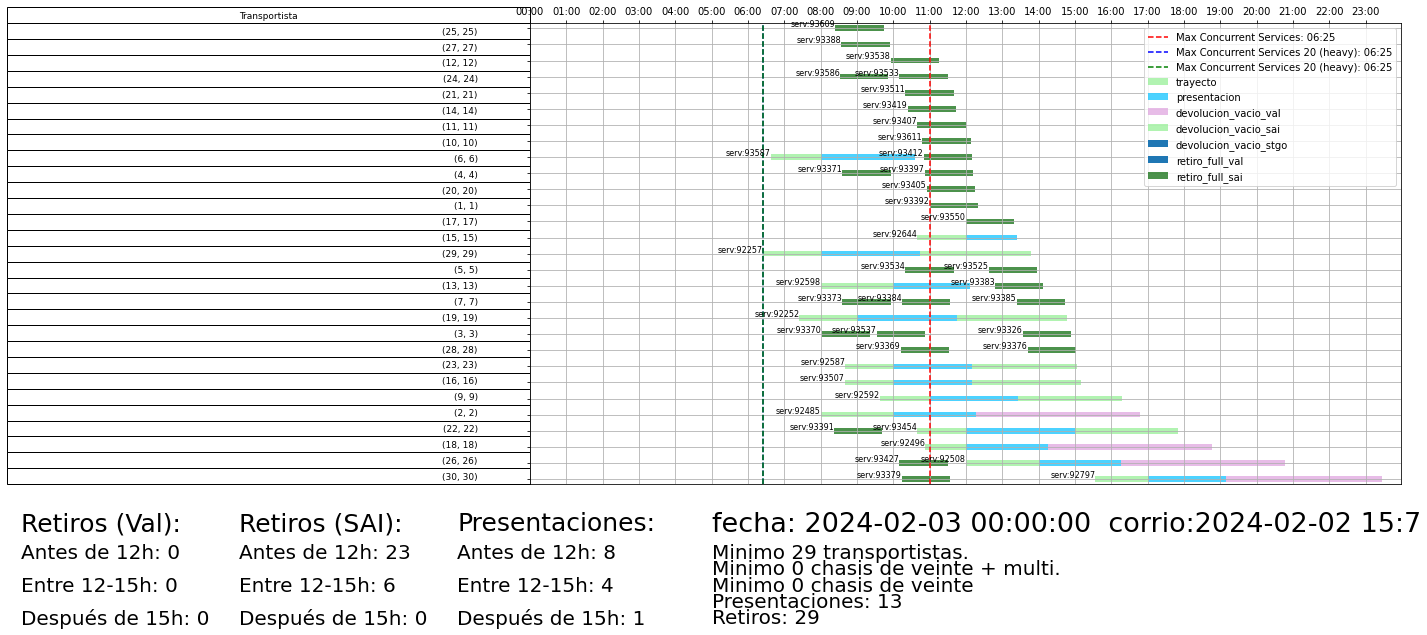 Transportista
00:00 01:00 02:00 03:00 04:00 05:00 06:00 07:00 08:00 09:00 10:00 11:00 12:00 13:00 14:00 15:00 16:00 17:00 18:00 19:00 20:00 21:00 22:00 23:00
(25, 25) serv:93609
(27, 27) serv:93388
(12, 12) serv:93538
(24, 24) serv:93586 serv:93533
(21, 21) serv:93511
(14, 14) serv:93419
(11, 11) serv:93407
(10, 10) serv:93611
(6, 6) serv:93587 serv:93412
(4, 4) serv:93371 serv:93397
(20, 20) serv:93405
(1, 1) serv:93392
(17, 17) serv:93550
(15, 15) serv:92644
(29, 29) serv:92257
(5, 5) serv:93534 serv:93525
(13, 13) serv:92598 serv:93383
(7, 7) serv:93373 serv:93384 serv:93385
(19, 19) serv:92252
(3, 3) serv:93370 serv:93537 serv:93326
(28, 28) serv:93369 serv:93376
(23, 23) serv:92587
(16, 16) serv:93507
(9, 9) serv:92592
(2, 2) serv:92485
(22, 22) serv:93391 serv:93454
(18, 18) serv:92496
(26, 26) serv:93427 serv:92508
(30, 30) serv:93379 serv:92797
Max Concurrent Services: 06:25
Max Concurrent Services 20 (heavy): 06:25
Max Concurrent Services 20 (heavy): 06:25
trayecto
presentacion
devolucion_vacio_val
devolucion_vacio_sai
devolucion_vacio_stgo
retiro_full_val
retiro_full_sai
Retiros (Val):
Antes de 12h: 0
Entre 12-15h: 0
Después de 15h: 0
Retiros (SAI):
Antes de 12h: 23
Entre 12-15h: 6
Después de 15h: 0
Presentaciones:
Antes de 12h: 8
Entre 12-15h: 4
Después de 15h: 1
fecha: 2024-02-03 00:00:00 corrio:2024-02-02 15:7
Minimo 29 transportistas.
Minimo 0 chasis de veinte + multi.
Minimo 0 chasis de veinte
Presentaciones: 13
Retiros: 29